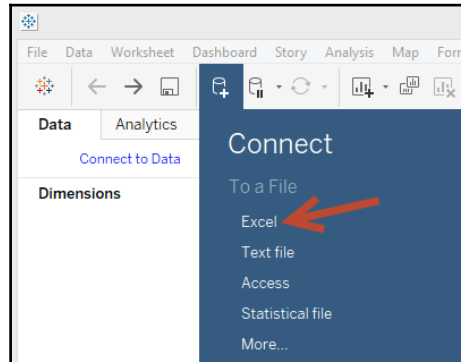 File Data Worksheet Dashboard Story Analysis Map Form
Data Analytics
Connect to Data
Dimensions
Connect
To a File
Excel
Text file
Access
Statistical file
More...